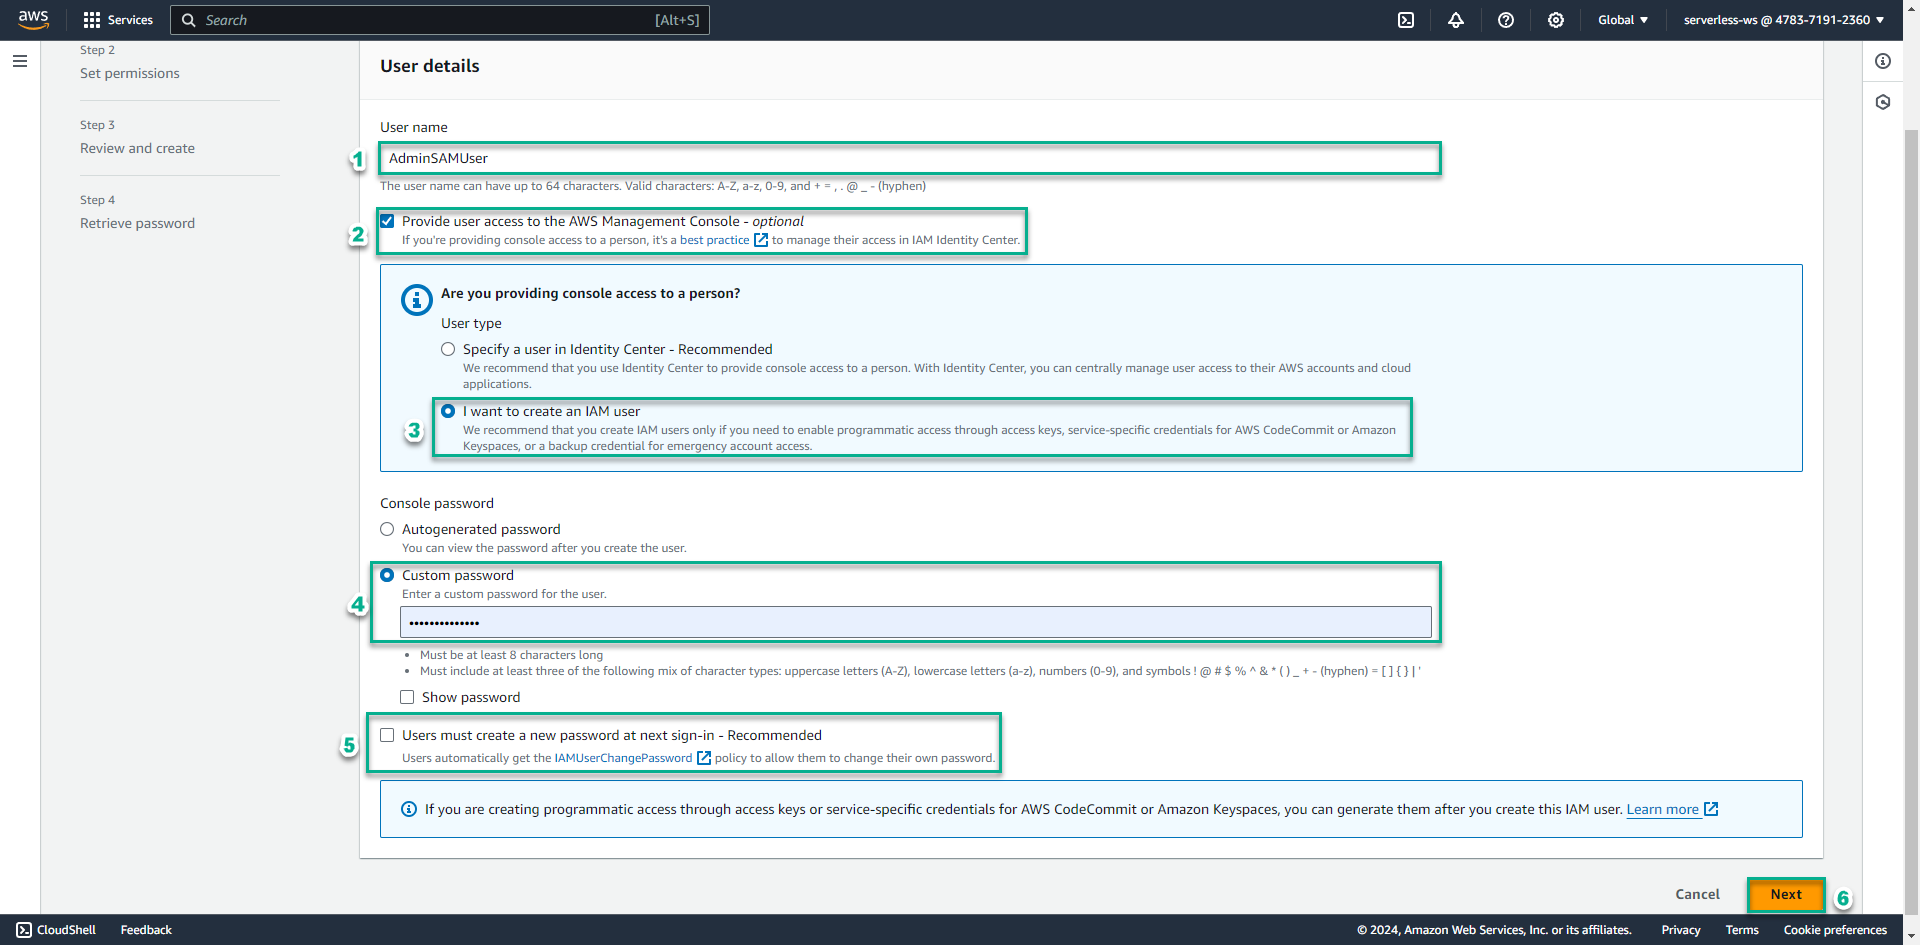 aws
Services
Search
[Alt+S]
Global
serverless-ws @ 4783-7191-2360
Step 2
Set permissions
Step 3
Review and create
Step 4
Retrieve password
User details
User name
1
AdminSAMUser
The user name can have up to 64 characters. Valid characters: A-Z, a-z, 0-9, and + = , . @ _ - (hyphen)
2
Provide user access to the AWS Management Console - optional
If you're providing console access to a person, it's a best practice to manage their access in IAM Identity Center.
Are you providing console access to a person?
User type
Specify a user in Identity Center - Recommended
We recommend that you use Identity Center to provide console access to a person. With Identity Center, you can centrally manage user access to their AWS accounts and cloud
applications.
3
I want to create an IAM user
We recommend that you create IAM users only if you need to enable programmatic access through access keys, service-specific credentials for AWS CodeCommit or Amazon
Keyspaces, or a backup credential for emergency account access.
Console password
Autogenerated password
You can view the password after you create the user.
4
Custom password
Enter a custom password for the user.
••••••••••••••
• Must be at least 8 characters long
• Must include at least three of the following mix of character types: uppercase letters (A-Z), lowercase letters (a-z), numbers (0-9), and symbols ! @ # $ % ^ & * ( ) _ + - (hyphen) = [ ] { } | '
Show password
5
Users must create a new password at next sign-in - Recommended
Users automatically get the IAMUserChangePassword policy to allow them to change their own password.
If you are creating programmatic access through access keys or service-specific credentials for AWS CodeCommit or Amazon Keyspaces, you can generate them after you create this IAM user. Learn more
Cancel
Next
6
CloudShell
Feedback
© 2024, Amazon Web Services, Inc. or its affiliates.
Privacy
Terms
Cookie preferences